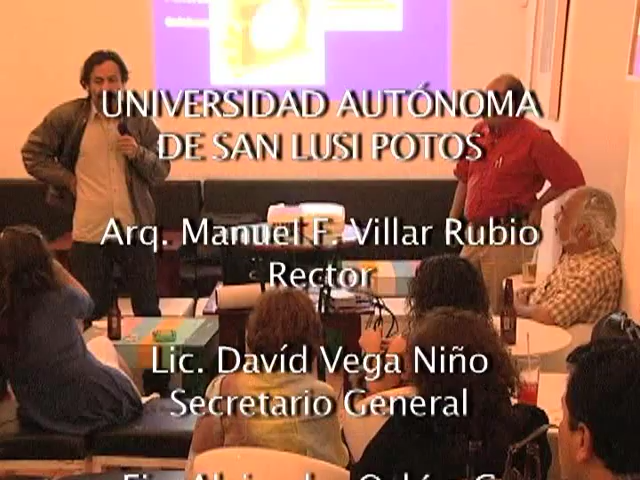 UNIVERSIDAD AUTÓNOMA
DE SAN LUSI POTOS
Arq. Manuel F. Villar Rubio
Rector
Lic. Davíd Vega Niño
Secretario General